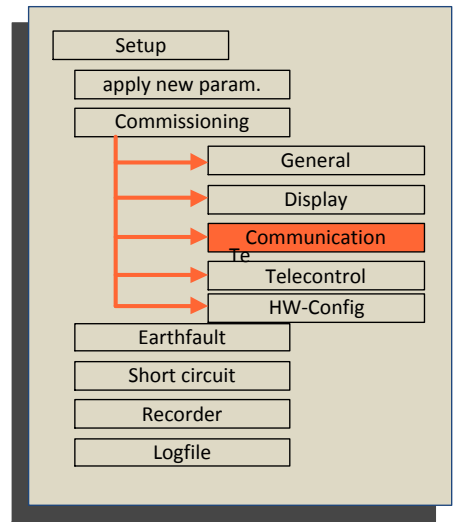 Setup
apply new param.
Commissioning
General
Display
Communication
Te
Telecontrol
HW-Config
Earthfault
Short circuit
Recorder
Logfile